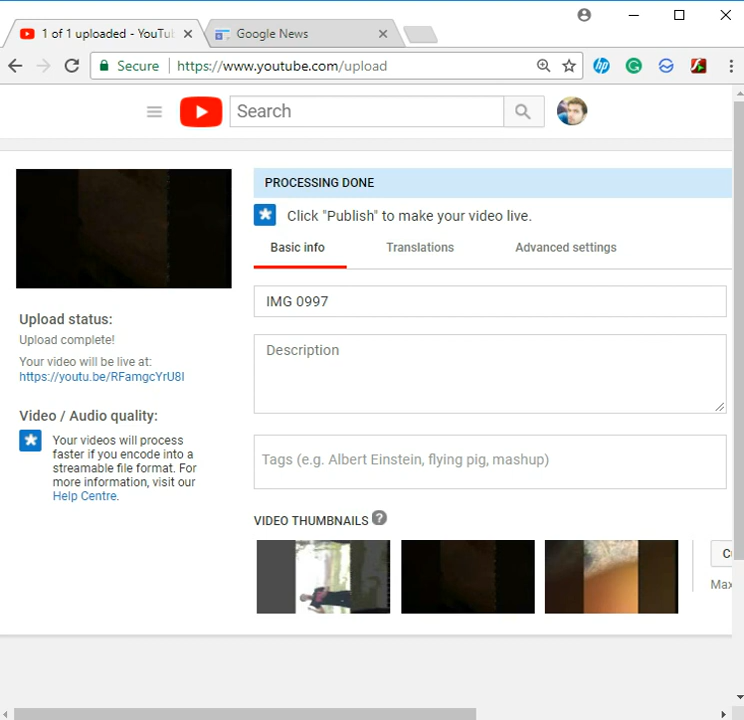 1 of 1 uploaded - YouTu
Google News
Secure
https://www.youtube.com/upload
Search
PROCESSING DONE
Click "Publish" to make your video live.
Basic info
Translations
Advanced settings
IMG 0997
Description
Tags (e.g. Albert Einstein, flying pig, mashup)
VIDEO THUMBNAILS ?
Max
Upload status:
Upload complete!
Your video will be live at:
https://youtu.be/RFamgcYrU8I
Video / Audio quality:
Your videos will process
faster if you encode into a
streamable file format. For
more information, visit our
Help Centre.